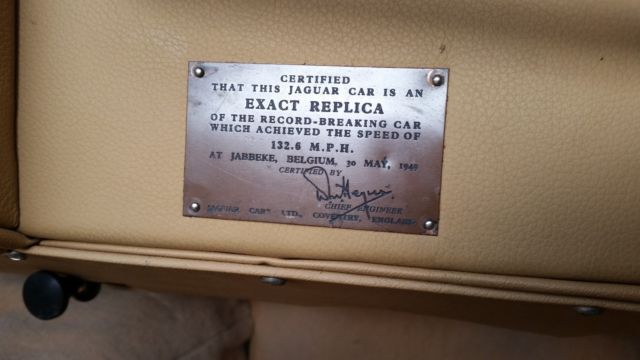 CERTIFIED
THAT THIS JAGUAR CAR IS AN
EXACT REPLICA
OF THE RECORD-BREAKING CAR
WHICH ACHIEVED THE SPEED OF
132.6 M.P.H.
AT JABBEKE, BELGIUM, 30 MAY, 1949
CERTIFIED BY
CHIEF ENGINEER
JAGUAR CARS LTD., COVENTRY, ENGLAND